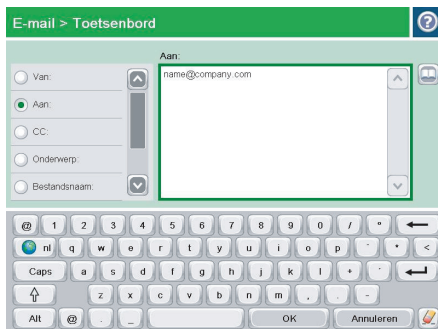 E-mail > Toetsenbord
?
Aan:
Van:
name@company.com
Aan:
CC:
Onderwerp:
Bestandsnaam:
@ 1 2 3 4 5 6 7 8 9 0 / °
nl q w e r t y u i o p ¨ * <
Caps a s d f g h j k l + ´
z x c v b n m , . -
Alt @ . _ OK Annuleren